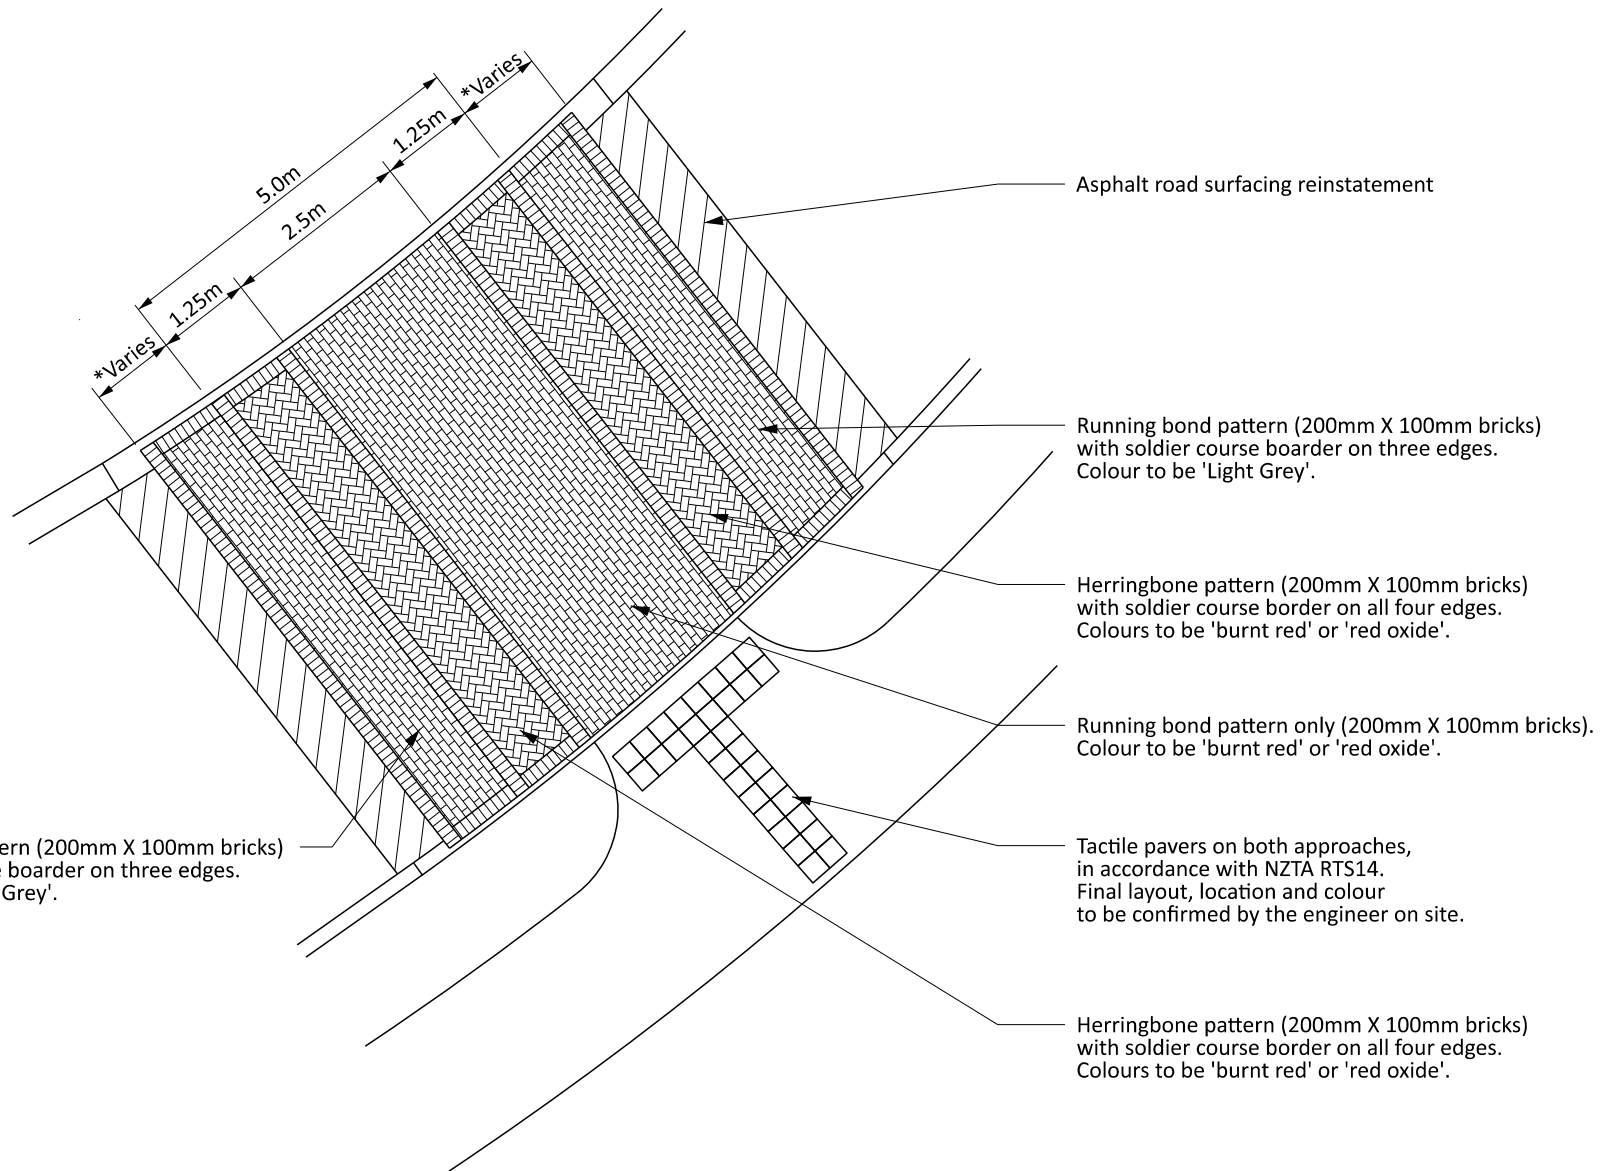 *Varies
1.25m
5.0m
2.5m
1.25m
*Varies
Asphalt road surfacing reinstatement
Running bond pattern (200mm X 100mm bricks)
with soldier course boarder on three edges.
Colour to be 'Light Grey'.
Herringbone pattern (200mm X 100mm bricks)
with soldier course border on all four edges.
Colours to be 'burnt red' or 'red oxide'.
Running bond pattern only (200mm X 100mm bricks).
Colour to be 'burnt red' or 'red oxide'.
(200mm X 100mm bricks)
boarder on three edges.
Grey'.
Tactile pavers on both approaches,
in accordance with NZTA RTS14.
Final layout, location and colour
to be confirmed by the engineer on site.
Herringbone pattern (200mm X 100mm bricks)
with soldier course border on all four edges.
Colours to be 'burnt red' or 'red oxide'.